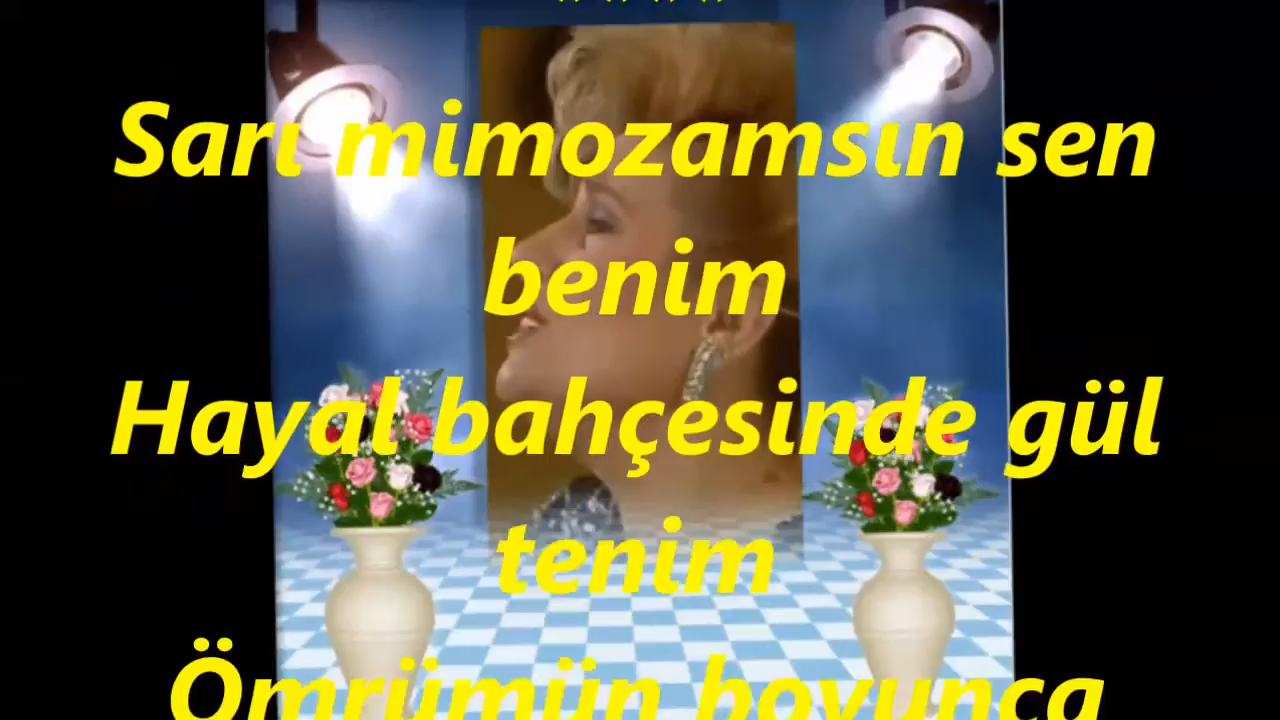 Sarı mimozamsın sen
benim
Hayal bahçesinde gül
tenim
Ömrümün boyunca